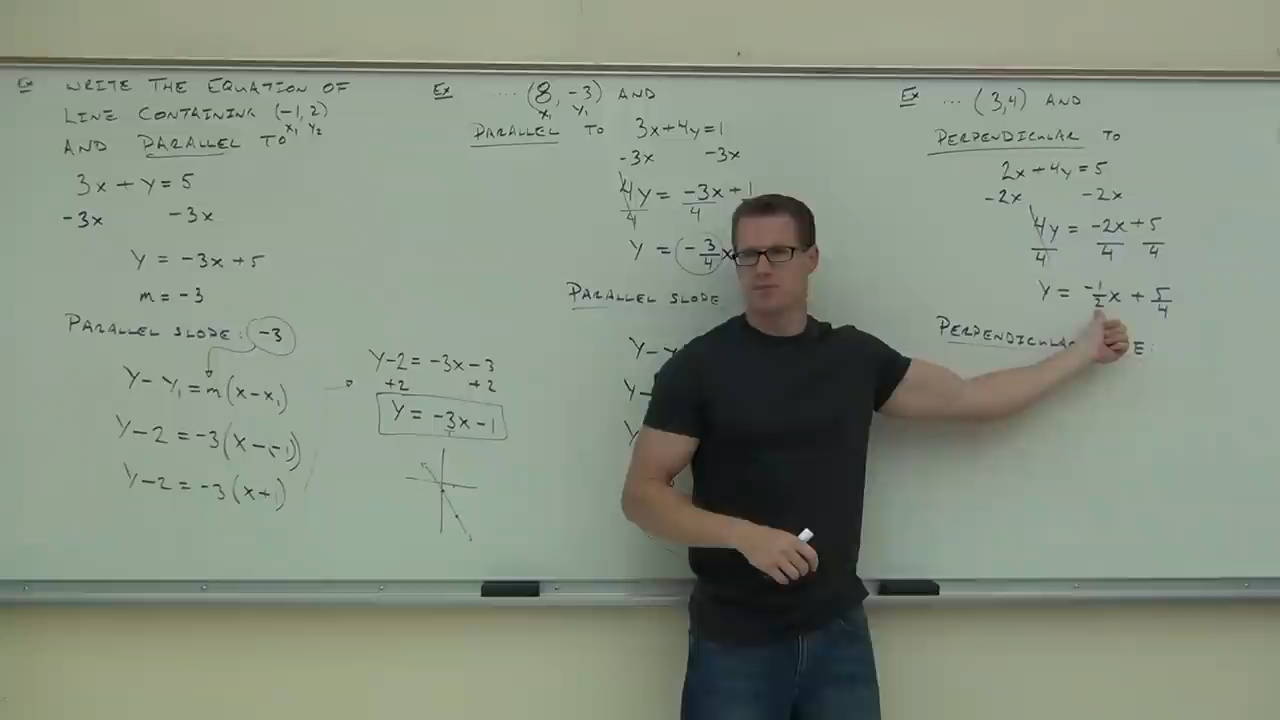 Ex WRITE THE EQUATION OF
LINE CONTAINING (-1, 2)
x₁ y₂
AND PARALLEL TO
3x + y = 5
-3x -3x
y = -3x + 5
m = -3
PARALLEL SLOPE: -3
y - y₁ = m(x - x₁)
y - 2 = -3(x - -1)
y - 2 = -3(x + 1)
y - 2 = -3x - 3
+2 +2
y = -3x - 1
Ex ... (8, -3) AND
x₁ y₁
PARALLEL TO 3x + 4y = 1
-3x -3x
4y = -3x + 1
4 4
y = -3/4 x
PARALLEL SLOPE
y - y
y -
y
Ex ... (3, 4) AND
PERPENDICULAR TO
2x + 4y = 5
-2x -2x
4y = -2x + 5
4 4 4
y = -1/2 x + 5/4
PERPENDICULAR E: